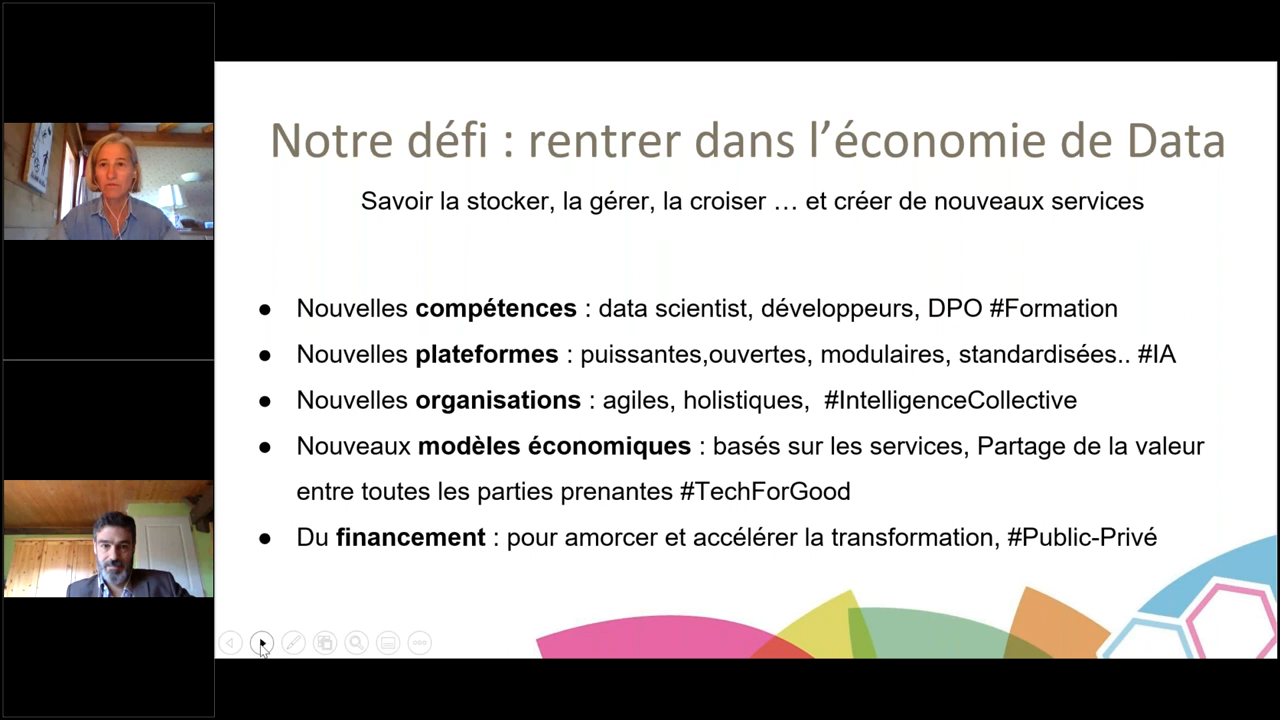 Notre défi : rentrer dans l’économie de Data
Savoir la stocker, la gérer, la croiser … et créer de nouveaux services
● Nouvelles compétences : data scientist, développeurs, DPO #Formation
● Nouvelles plateformes : puissantes,ouvertes, modulaires, standardisées.. #IA
● Nouvelles organisations : agiles, holistiques, #IntelligenceCollective
● Nouveaux modèles économiques : basés sur les services, Partage de la valeur
entre toutes les parties prenantes #TechForGood
● Du financement : pour amorcer et accélérer la transformation, #Public-Privé